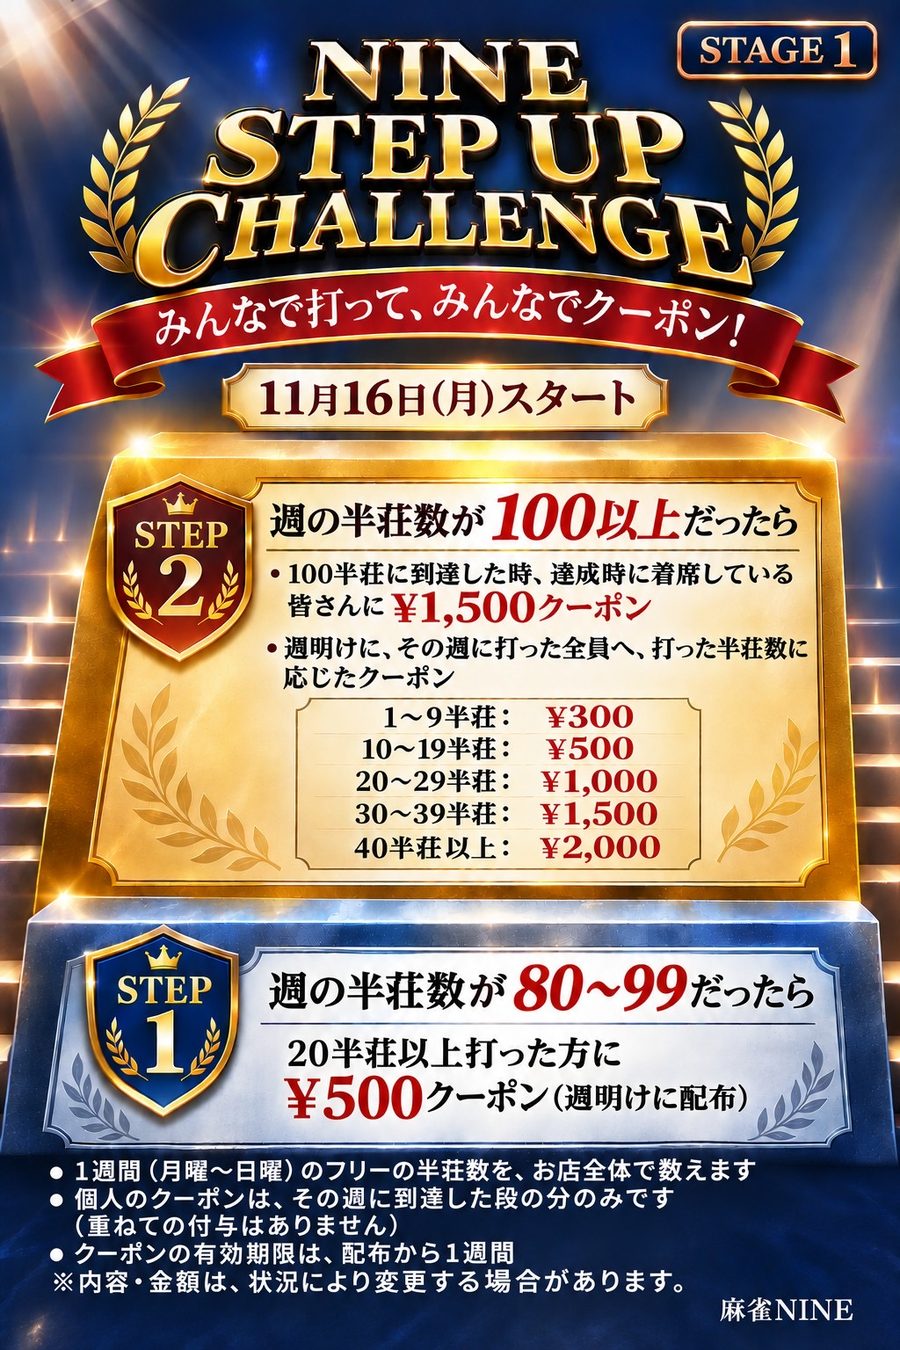 STAGE 1
NINE
STEP UP
CHALLENGE
みんなで打って、みんなでクーポン！
11月16日(月)スタート
STEP
2
週の半荘数が100以上だったら
•100半荘に到達した時、達成時に着席している
皆さんに ¥1,500クーポン
•週明けに、その週に打った全員へ、打った半荘数に
応じたクーポン
1〜9半荘： ¥300
10〜19半荘： ¥500
20〜29半荘： ¥1,000
30〜39半荘： ¥1,500
40半荘以上： ¥2,000
STEP
1
週の半荘数が 80〜99だったら
20半荘以上打った方に
¥500クーポン(週明けに配布)
● 1週間（月曜〜日曜）のフリーの半荘数を、お店全体で数えます
● 個人のクーポンは、その週に到達した段の分のみです
（重ねての付与はありません）
● クーポンの有効期限は、配布から1週間
※内容・金額は、状況により変更する場合があります。
麻雀NINE